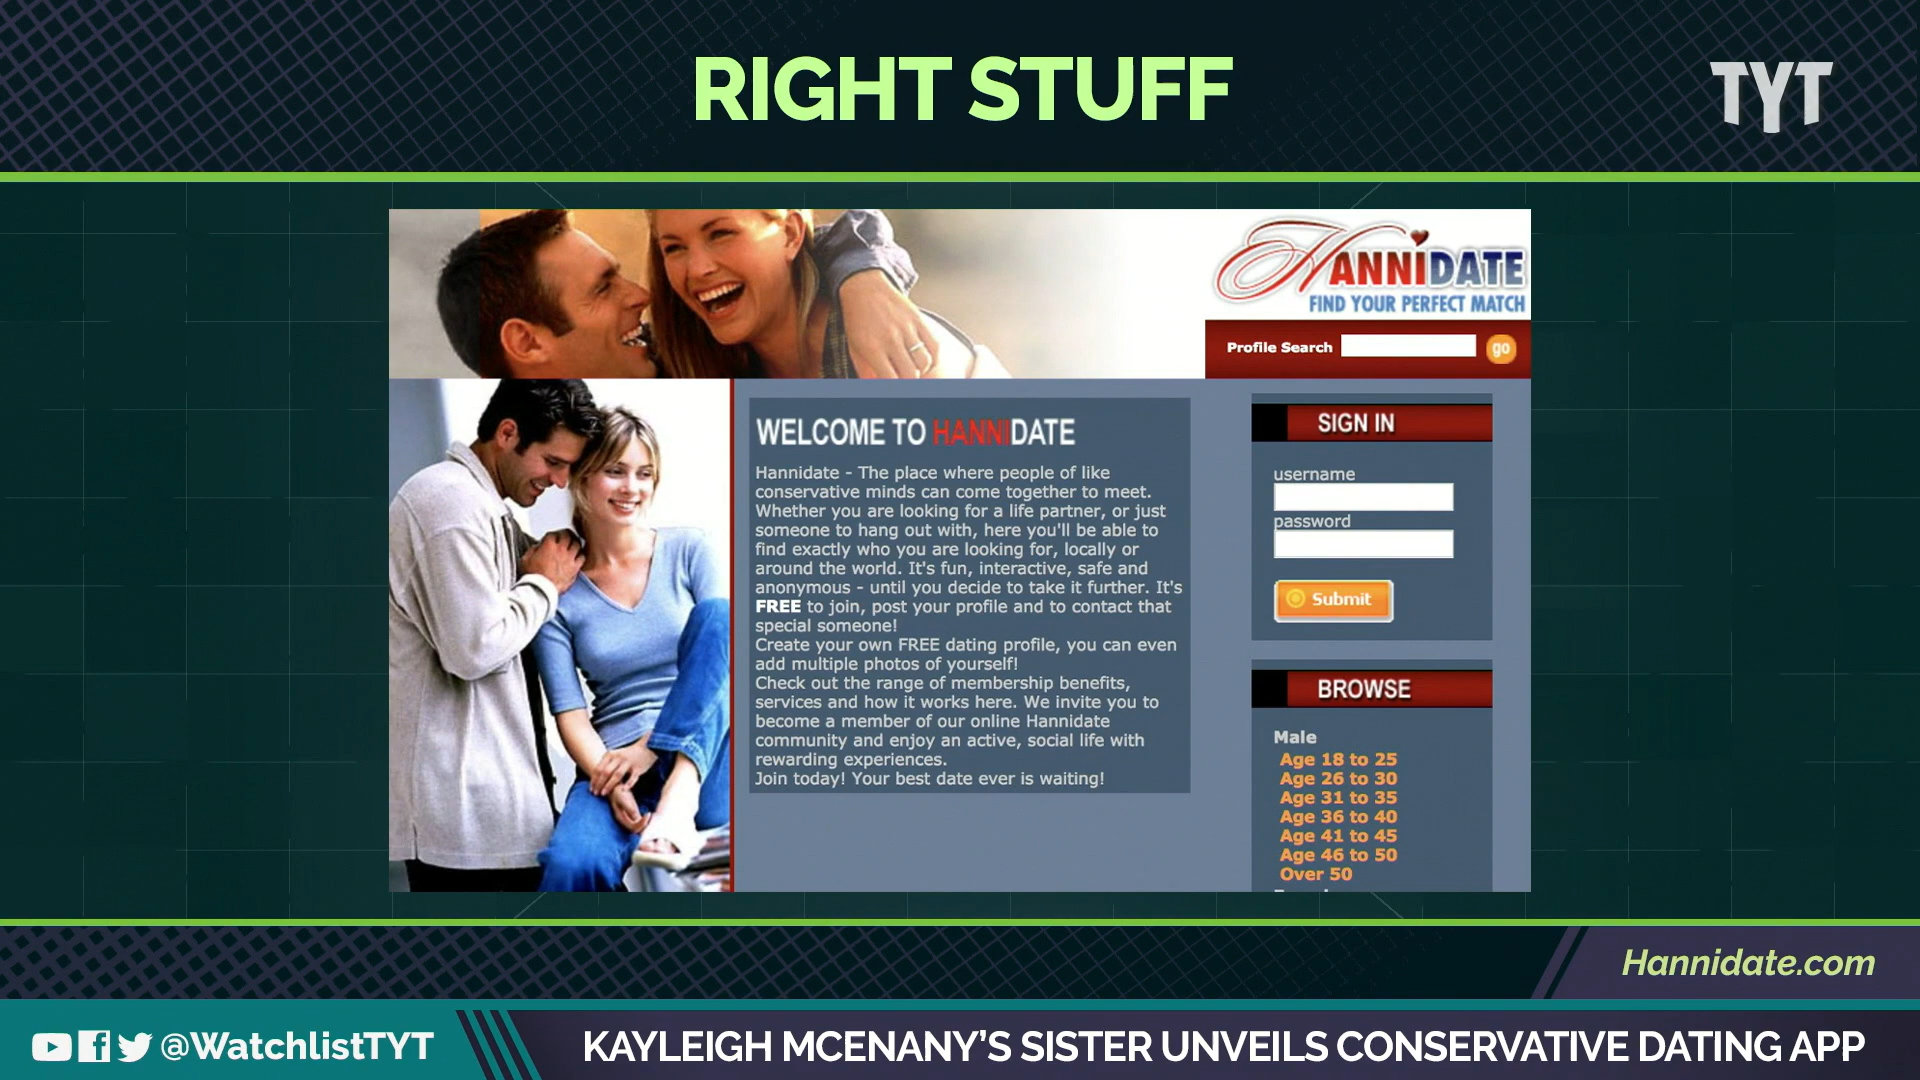 RIGHT STUFF
TYT
HANNIDATE
FIND YOUR PERFECT MATCH
Profile Search
go
WELCOME TO HANNIDATE
Hannidate - The place where people of like
conservative minds can come together to meet.
Whether you are looking for a life partner, or just
someone to hang out with, here you'll be able to
find exactly who you are looking for, locally or
around the world. It's fun, interactive, safe and
anonymous - until you decide to take it further. It's
FREE to join, post your profile and to contact that
special someone!
Create your own FREE dating profile, you can even
add multiple photos of yourself!
Check out the range of membership benefits,
services and how it works here. We invite you to
become a member of our online Hannidate
community and enjoy an active, social life with
rewarding experiences.
Join today! Your best date ever is waiting!
SIGN IN
username
password
Submit
BROWSE
Male
Age 18 to 25
Age 26 to 30
Age 31 to 35
Age 36 to 40
Age 41 to 45
Age 46 to 50
Over 50
Hannidate.com
@WatchlistTYT
KAYLEIGH MCENANY'S SISTER UNVEILS CONSERVATIVE DATING APP